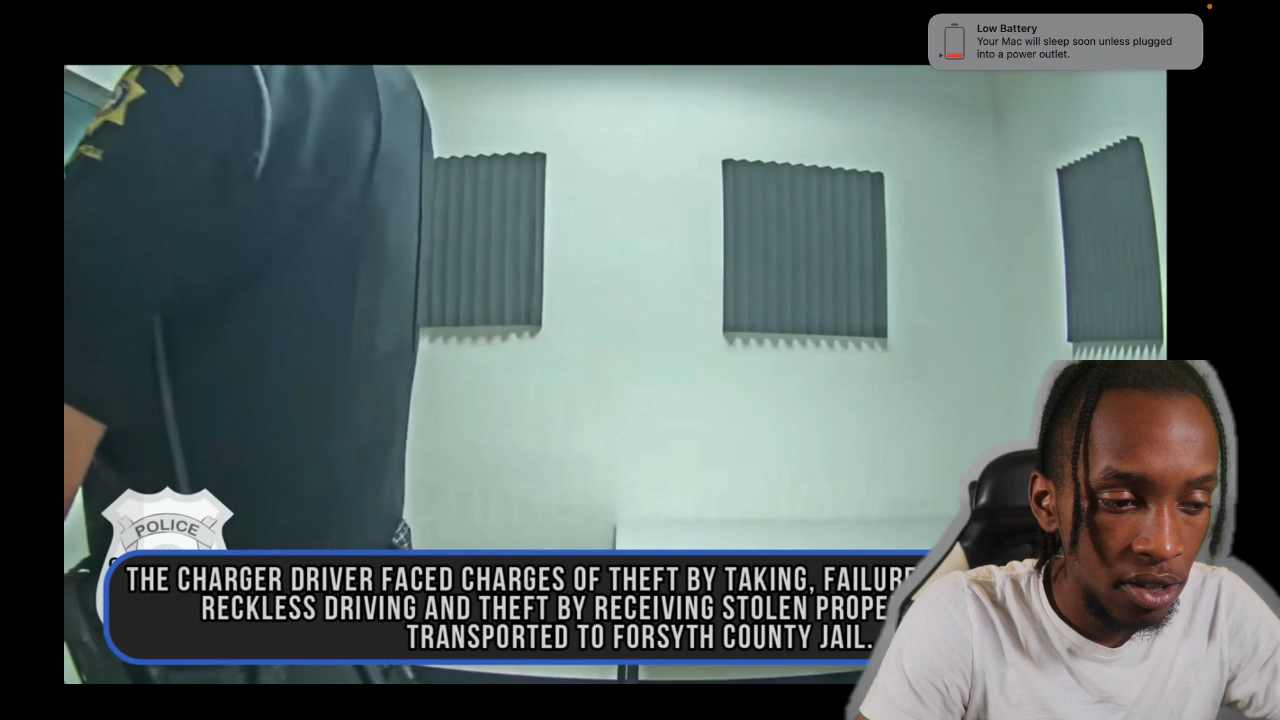 Low Battery
Your Mac will sleep soon unless plugged
into a power outlet.
POLICE
THE CHARGER DRIVER FACED CHARGES OF THEFT BY TAKING, FAILURE
RECKLESS DRIVING AND THEFT BY RECEIVING STOLEN
TRANSPORTED TO FORSYTH COUNTY JAIL.